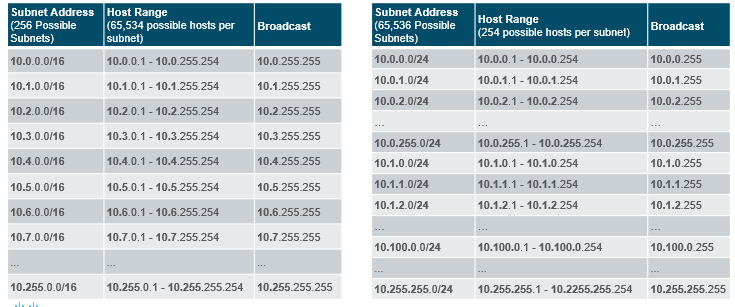 Subnet Address
(256 Possible
Subnets)
Host Range
(65,534 possible hosts per
subnet)
Broadcast
10.0.0.0/16 10.0.0.1 - 10.0.255.254 10.0.255.255
10.1.0.0/16 10.1.0.1 - 10.1.255.254 10.1.255.255
10.2.0.0/16 10.2.0.1 - 10.2.255.254 10.2.255.255
10.3.0.0/16 10.3.0.1 - 10.3.255.254 10.3.255.255
10.4.0.0/16 10.4.0.1 - 10.4.255.254 10.4.255.255
10.5.0.0/16 10.5.0.1 - 10.5.255.254 10.5.255.255
10.6.0.0/16 10.6.0.1 - 10.6.255.254 10.6.255.255
10.7.0.0/16 10.7.0.1 - 10.7.255.254 10.7.255.255
... ... ...
10.255.0.0/16 10.255.0.1 - 10.255.255.254 10.255.255.255
Subnet Address
(65,536 Possible
Subnets)
Host Range
(254 possible hosts per subnet)
Broadcast
10.0.0.0/24 10.0.0.1 - 10.0.0.254 10.0.0.255
10.0.1.0/24 10.0.1.1 - 10.0.1.254 10.0.1.255
10.0.2.0/24 10.0.2.1 - 10.0.2.254 10.0.2.255
... ... ...
10.0.255.0/24 10.0.255.1 - 10.0.255.254 10.0.255.255
10.1.0.0/24 10.1.0.1 - 10.1.0.254 10.1.0.255
10.1.1.0/24 10.1.1.1 - 10.1.1.254 10.1.1.255
10.1.2.0/24 10.1.2.1 - 10.1.2.254 10.1.2.255
... ... ...
10.100.0.0/24 10.100.0.1 - 10.100.0.254 10.100.0.255
... ... ...
10.255.255.0/24 10.255.255.1 - 10.2255.255.254 10.255.255.255